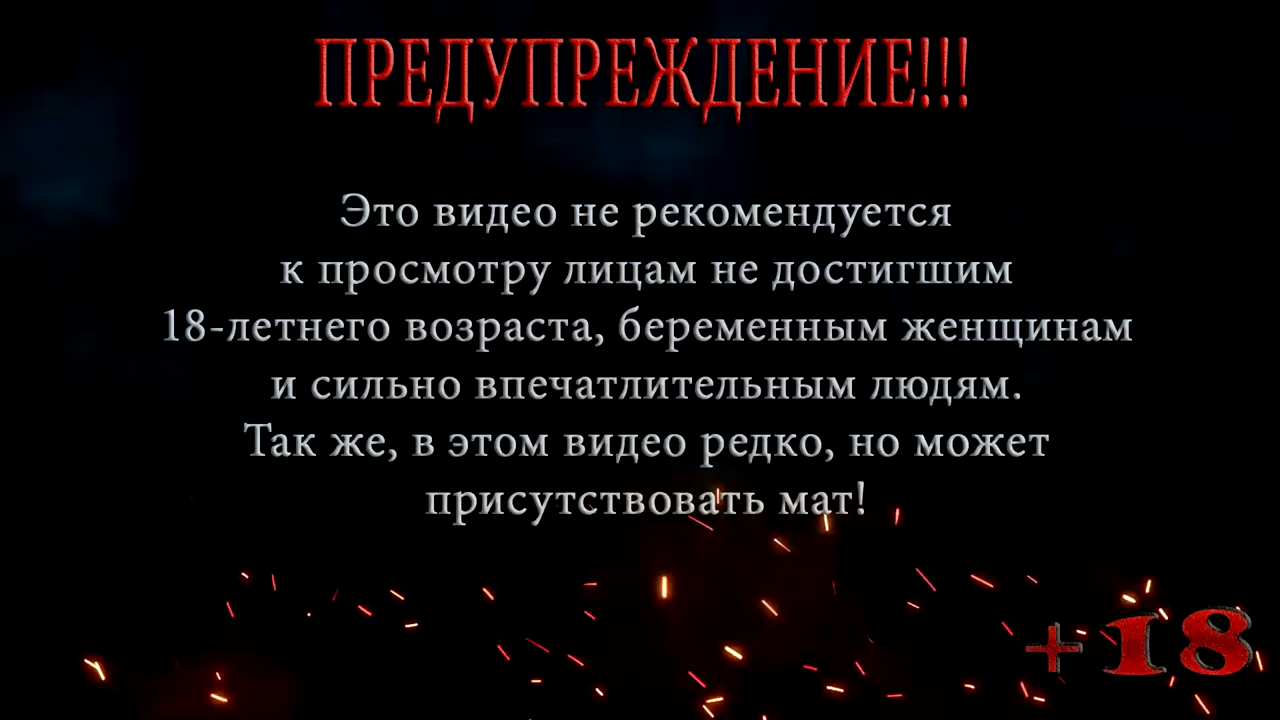 ПРЕДУПРЕЖДЕНИЕ!!!
Это видео не рекомендуется
к просмотру лицам не достигшим
18-летнего возраста, беременным женщинам
и сильно впечатлительным людям.
Так же, в этом видео редко, но может
присутствовать мат!
+18